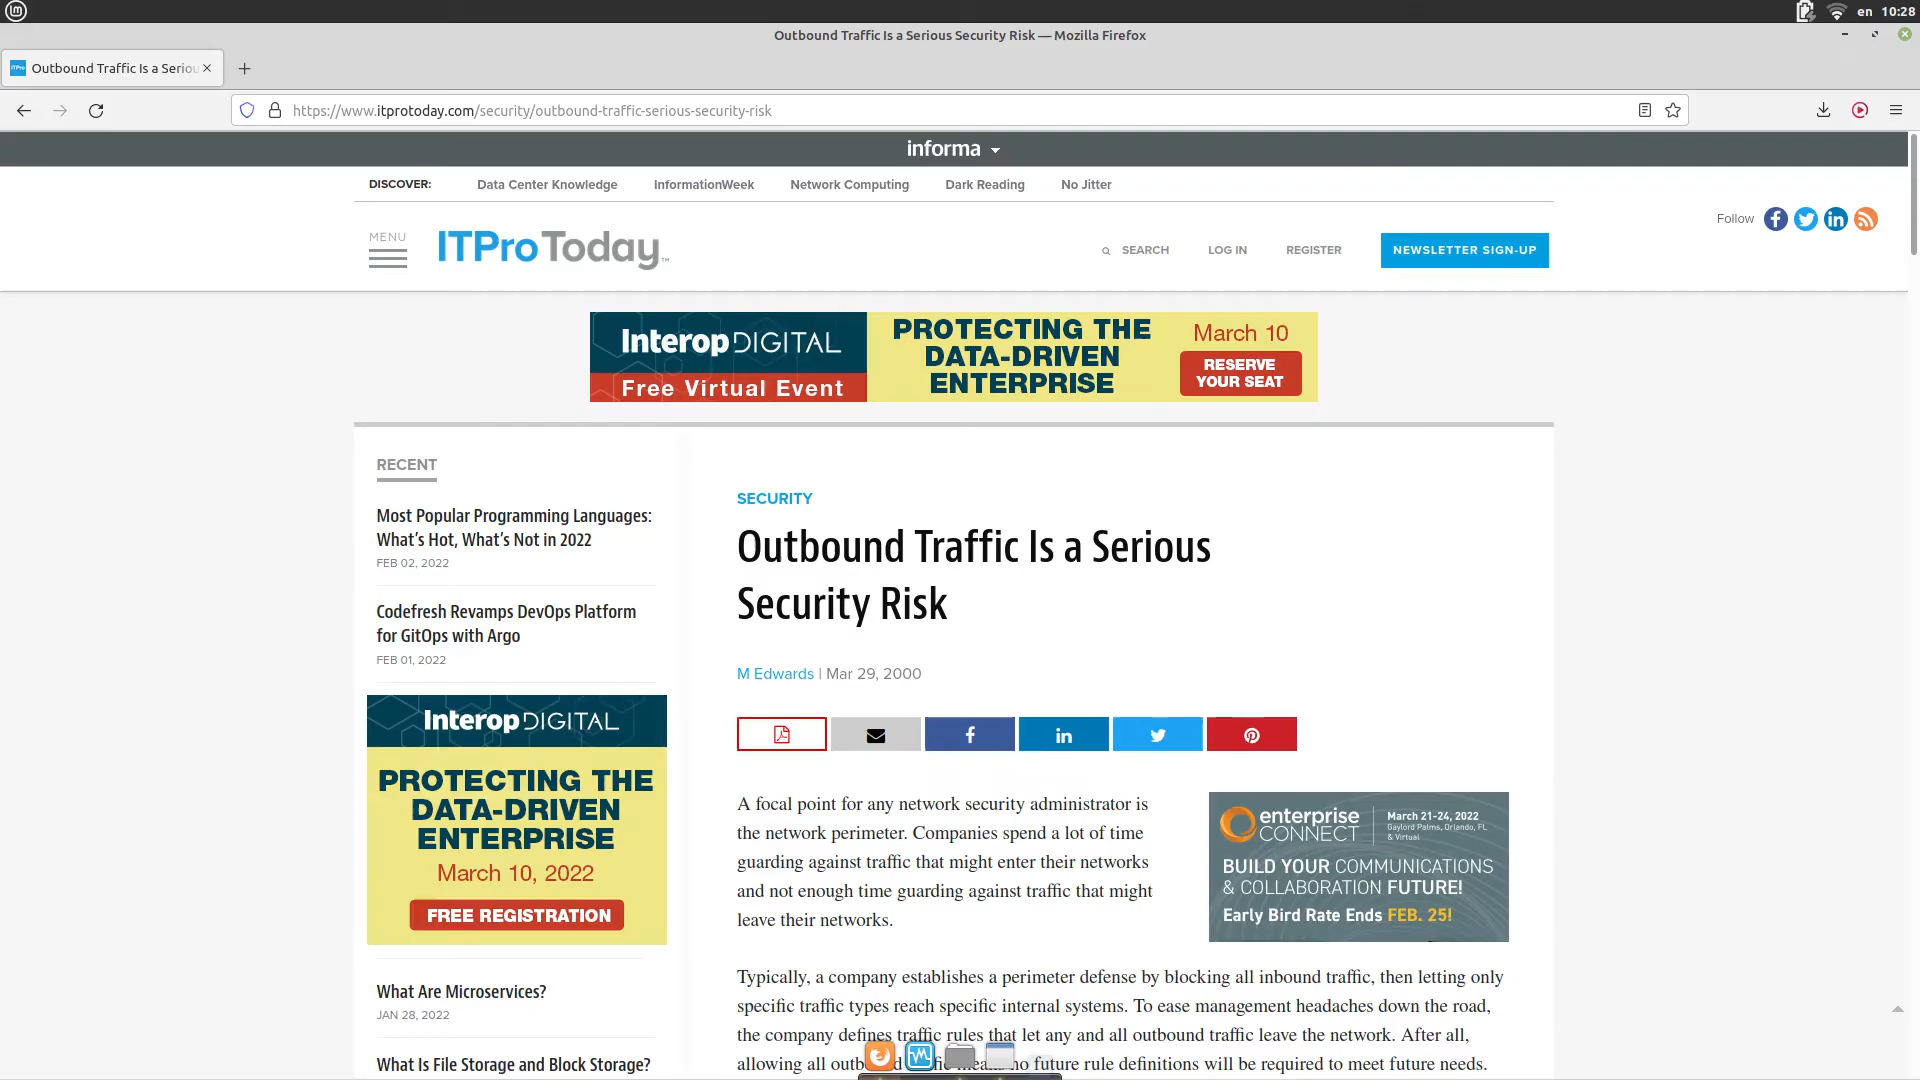 en 10:28
Outbound Traffic Is a Serious Security Risk — Mozilla Firefox
Outbound Traffic Is a Seriou
https://www.itprotoday.com/security/outbound-traffic-serious-security-risk
informa
DISCOVER: Data Center Knowledge InformationWeek Network Computing Dark Reading No Jitter
Follow
MENU
ITPro Today™
SEARCH LOG IN REGISTER NEWSLETTER SIGN-UP
Interop DIGITAL
Free Virtual Event
PROTECTING THE
DATA-DRIVEN
ENTERPRISE
March 10
RESERVE
YOUR SEAT
RECENT
Most Popular Programming Languages:
What's Hot, What's Not in 2022
FEB 02, 2022
Codefresh Revamps DevOps Platform
for GitOps with Argo
FEB 01, 2022
Interop DIGITAL
PROTECTING THE
DATA-DRIVEN
ENTERPRISE
March 10, 2022
FREE REGISTRATION
What Are Microservices?
JAN 28, 2022
What Is File Storage and Block Storage?
SECURITY
Outbound Traffic Is a Serious
Security Risk
M Edwards | Mar 29, 2000
A focal point for any network security administrator is
the network perimeter. Companies spend a lot of time
guarding against traffic that might enter their networks
and not enough time guarding against traffic that might
leave their networks.
enterprise
CONNECT
March 21-24, 2022
Gaylord Palms, Orlando, FL
& Virtual
BUILD YOUR COMMUNICATIONS
& COLLABORATION FUTURE!
Early Bird Rate Ends FEB. 25!
Typically, a company establishes a perimeter defense by blocking all inbound traffic, then letting only
specific traffic types reach specific internal systems. To ease management headaches down the road,
the company defines traffic rules that let any and all outbound traffic leave the network. After all,
allowing all no future rule definitions will be required to meet future needs.